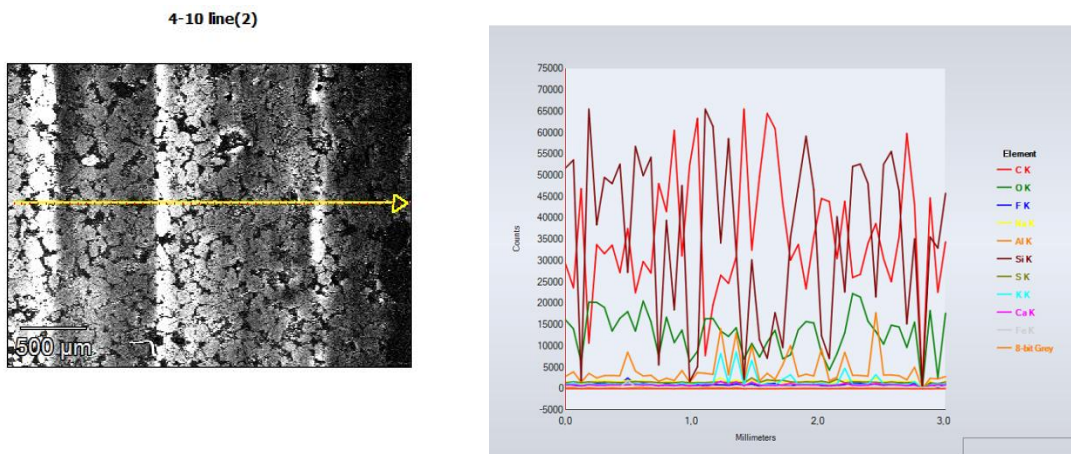 4-10 line(2)
500 µm
75000
70000
65000
60000
55000
50000
45000
40000
35000
30000
25000
20000
15000
10000
5000
0
-5000
Counts
0,0 1,0 2,0 3,0
Millimeters
Element
C K
O K
F K
Na K
Al K
Si K
S K
K K
Ca K
Fe K
8-bit Grey